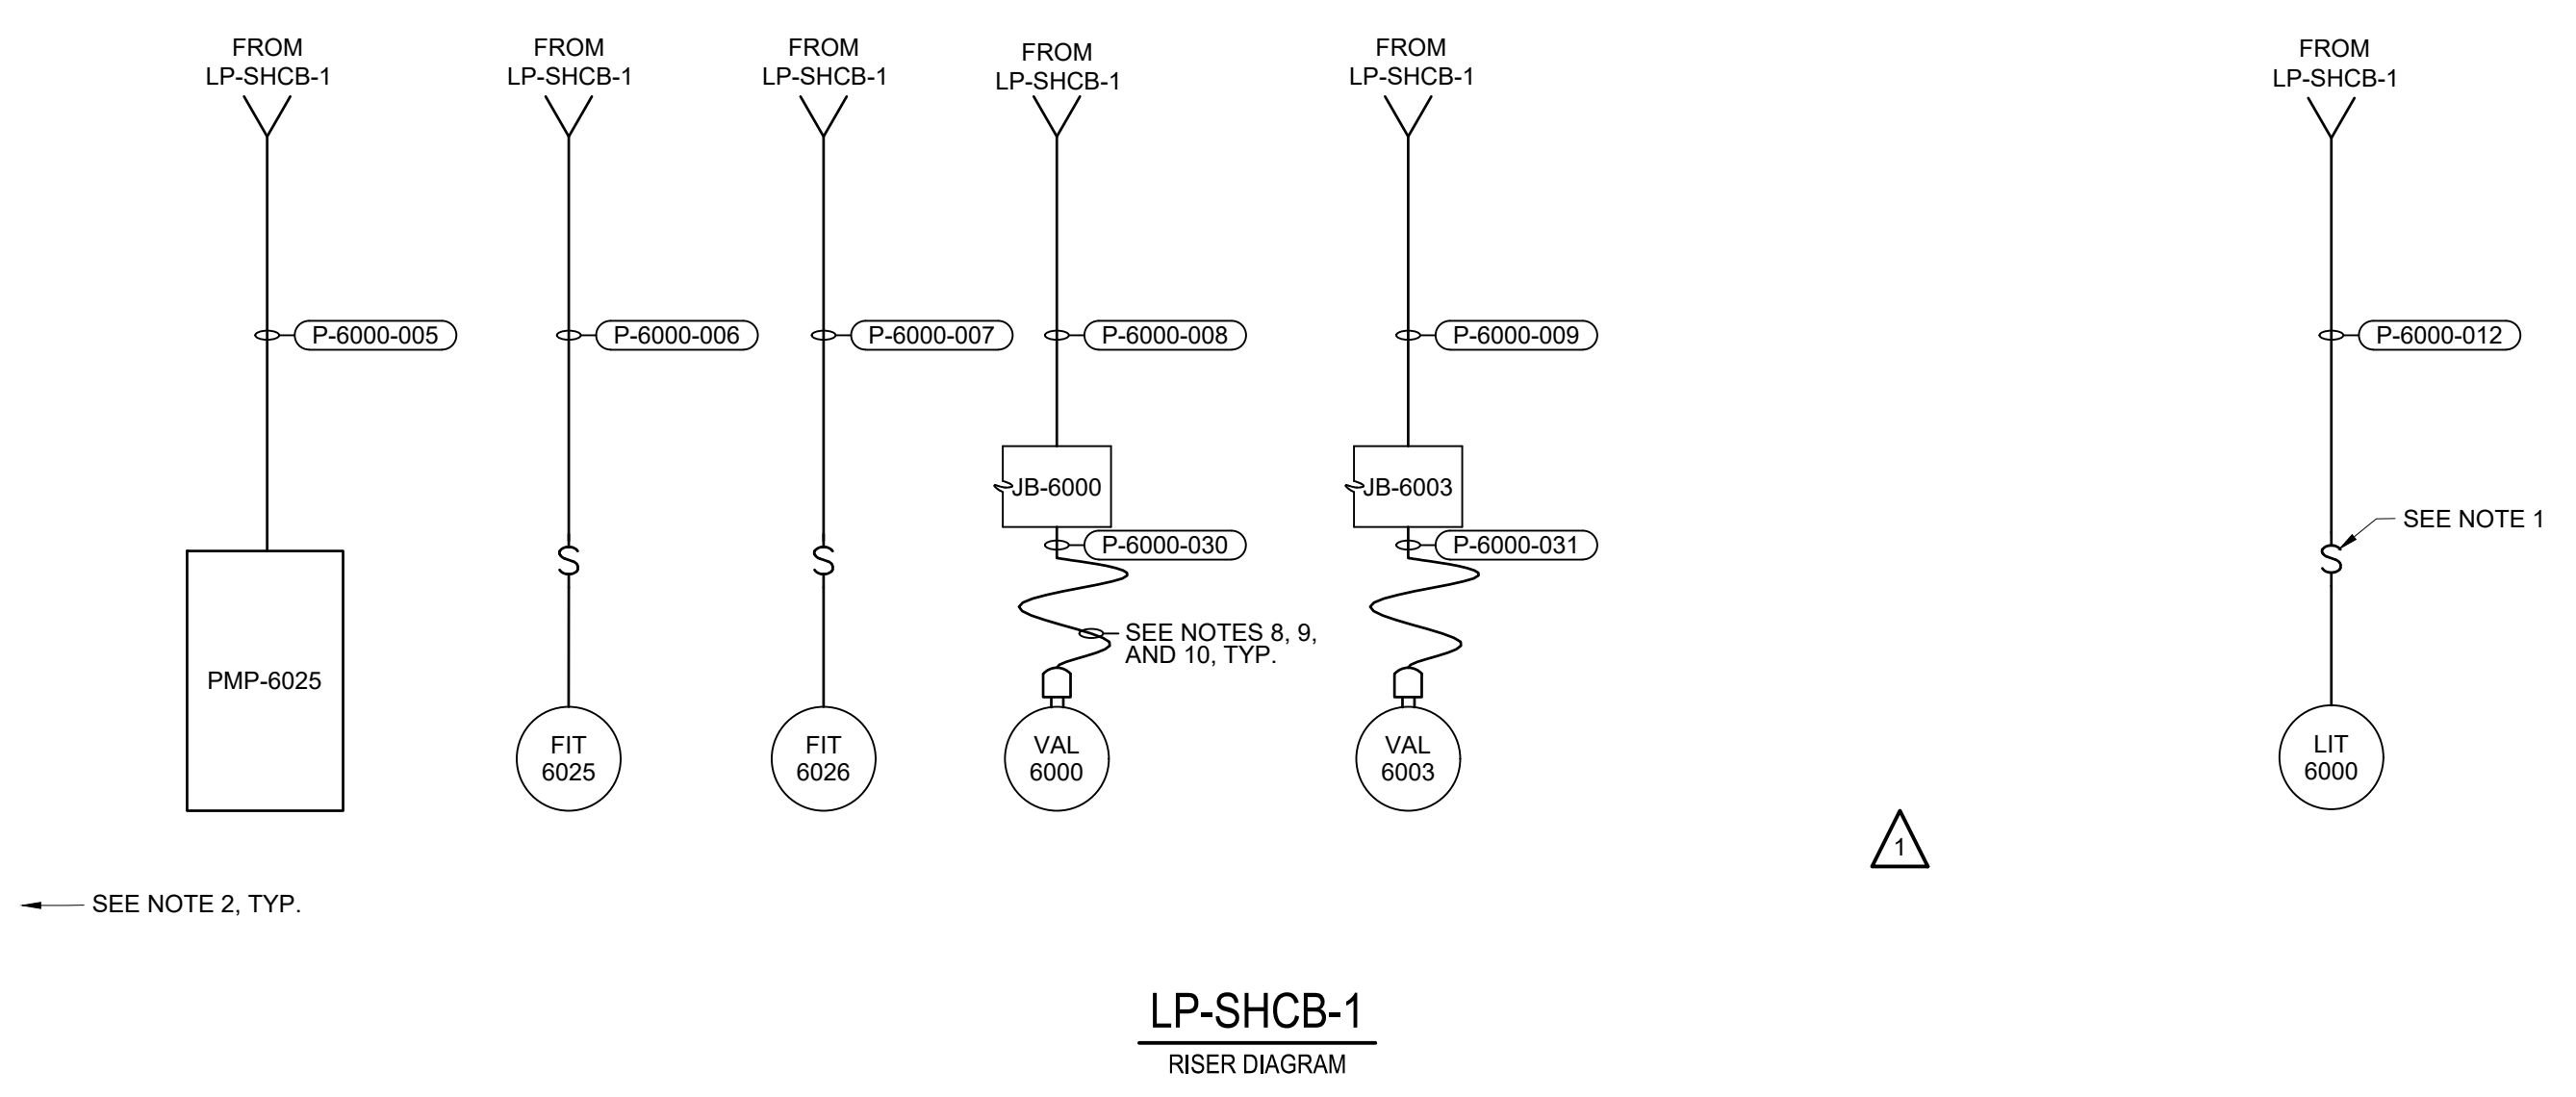 FROM
LP-SHCB-1
FROM
LP-SHCB-1
FROM
LP-SHCB-1
FROM
LP-SHCB-1
FROM
LP-SHCB-1
FROM
LP-SHCB-1
P-6000-005
P-6000-006
P-6000-007
P-6000-008
P-6000-009
P-6000-012
JB-6000
JB-6003
SEE NOTE 1
P-6000-030
P-6000-031
S
S
S
SEE NOTES 8, 9,
AND 10, TYP.
PMP-6025
FIT
6025
FIT
6026
VAL
6000
VAL
6003
LIT
6000
1
SEE NOTE 2, TYP.
LP-SHCB-1
RISER DIAGRAM